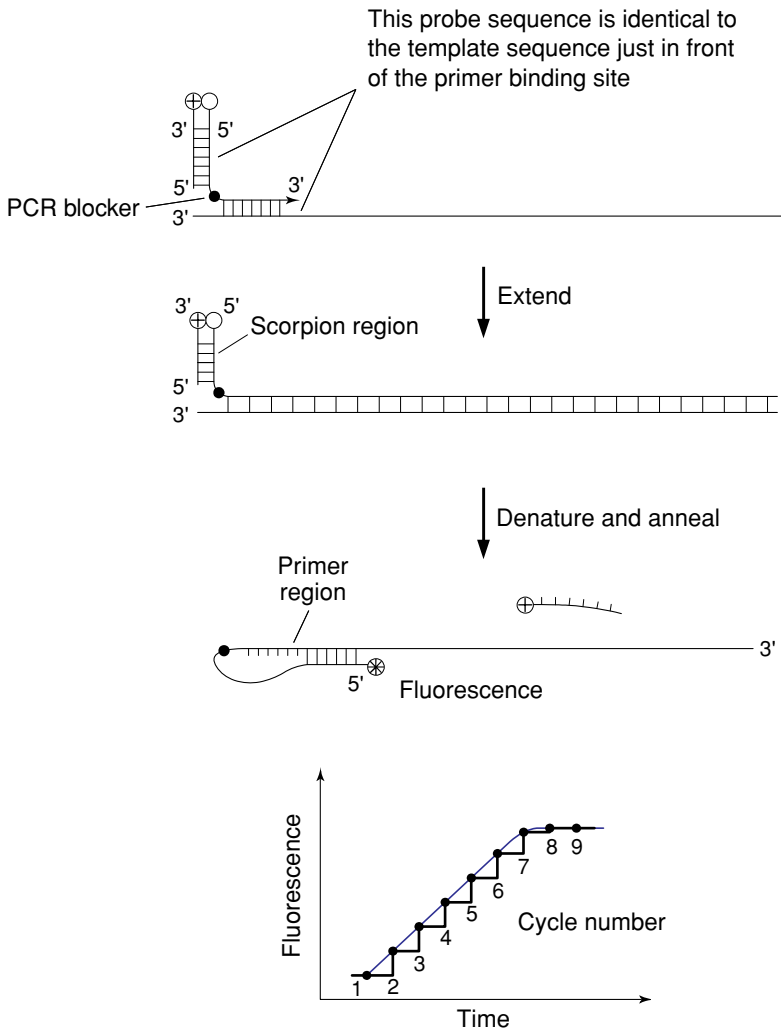 This probe sequence is identical to
the template sequence just in front
of the primer binding site
3' 5'
5' 3'
PCR blocker
3'
Extend
3' 5'
Scorpion region
5'
3'
Denature and anneal
Primer
region
3'
5'
Fluorescence
Fluorescence
1 2 3 4 5 6 7 8 9
Cycle number
Time